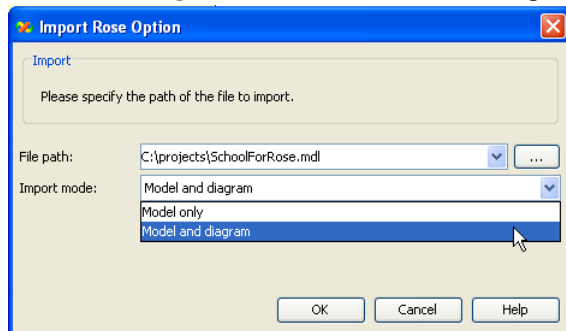 Import Rose Option
Import
Please specify the path of the file to import.
File path: C:\projects\SchoolForRose.mdl ...
Import mode: Model and diagram
Model only
Model and diagram
OK Cancel Help